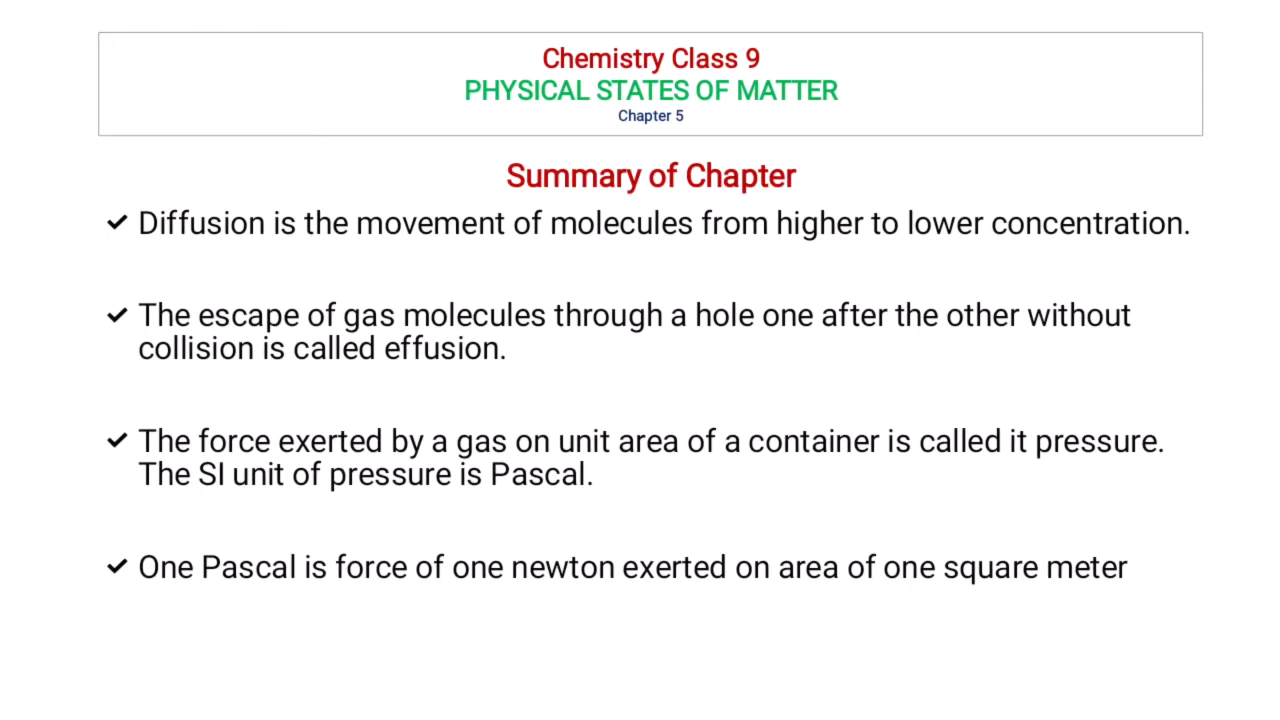 Chemistry Class 9
PHYSICAL STATES OF MATTER
Chapter 5
Summary of Chapter
✓ Diffusion is the movement of molecules from higher to lower concentration.
✓ The escape of gas molecules through a hole one after the other without
collision is called effusion.
✓ The force exerted by a gas on unit area of a container is called it pressure.
The SI unit of pressure is Pascal.
✓ One Pascal is force of one newton exerted on area of one square meter